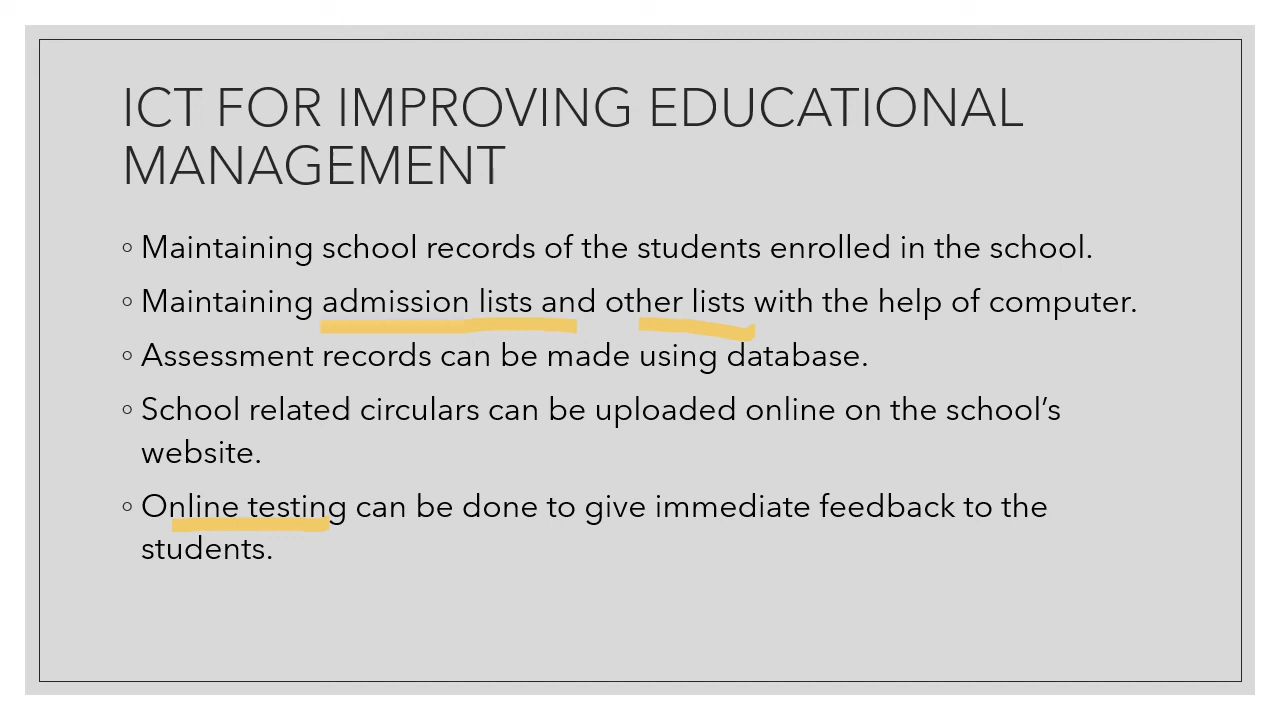 ICT FOR IMPROVING EDUCATIONAL
MANAGEMENT
◦ Maintaining school records of the students enrolled in the school.
◦ Maintaining admission lists and other lists with the help of computer.
◦ Assessment records can be made using database.
◦ School related circulars can be uploaded online on the school’s
website.
◦ Online testing can be done to give immediate feedback to the
students.